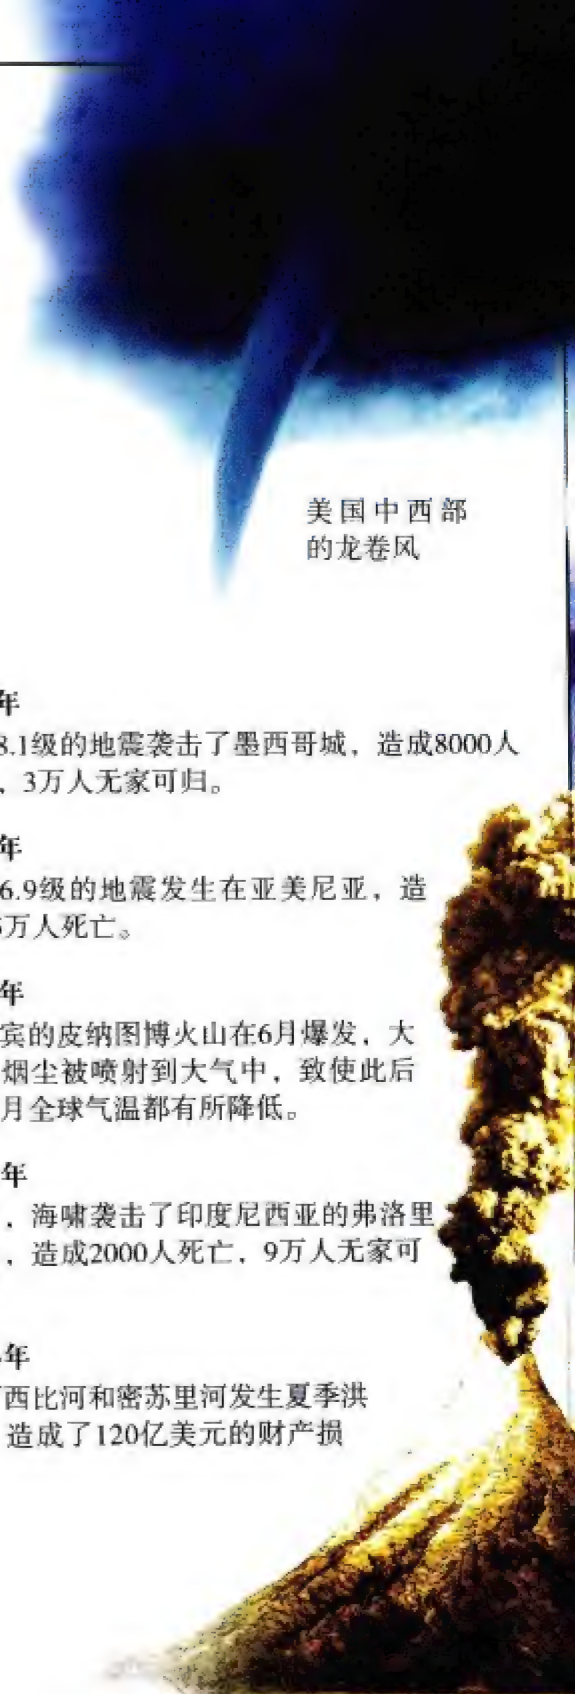 美国中西部
的龙卷风
年
8.1级的地震袭击了墨西哥城，造成8000人
，3万人无家可归。
年
6.9级的地震发生在亚美尼亚，造
万人死亡。
年
宾的皮纳图博火山在6月爆发，大
烟尘被喷射到大气中，致使此后
月全球气温都有所降低。
年
，海啸袭击了印度尼西亚的弗洛里
，造成2000人死亡，9万人无家可
年
西比河和密苏里河发生夏季洪
造成了120亿美元的财产损